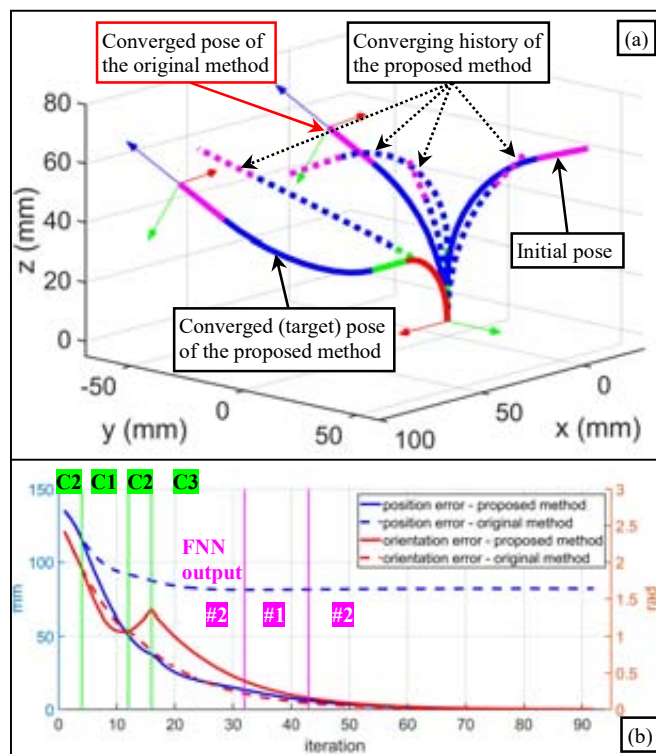 (a)
Converged pose of
the original method
Converging history of
the proposed method
80
60
40
20
0
z (mm)
Initial pose
Converged (target) pose
of the proposed method
-50
0
50
y (mm)
100
50
0
x (mm)
C2 C1 C2 C3
150
100
50
0
mm
3
2.5
2
1.5
1
0.5
0
rad
position error - proposed method
position error - original method
orientation error - proposed method
orientation error - original method
FNN
output
#2 #1 #2
0 10 20 30 40 50 60 70 80 90
iteration
(b)